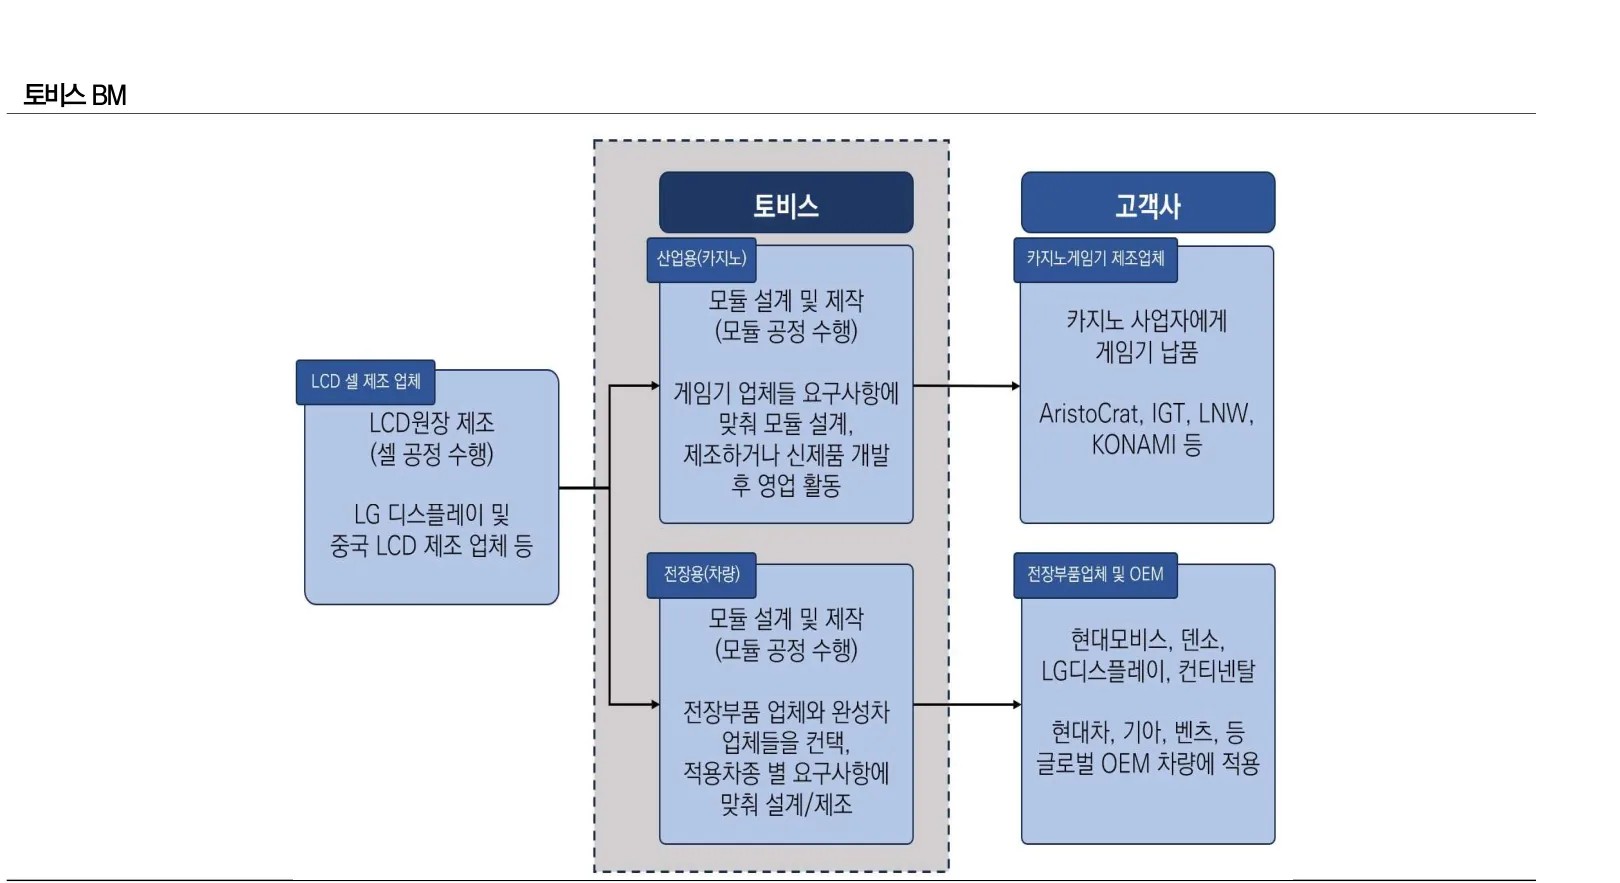 토비스 BM
토비스
고객사
LCD 셀 제조 업체
LCD원장 제조
(셀 공정 수행)
LG 디스플레이 및
중국 LCD 제조 업체 등
산업용(카지노)
모듈 설계 및 제작
(모듈 공정 수행)
게임기 업체들 요구사항에
맞춰 모듈 설계,
제조하거나 신제품 개발
후 영업 활동
카지노게임기 제조업체
카지노 사업자에게
게임기 납품
AristoCrat, IGT, LNW,
KONAMI 등
전장용(차량)
모듈 설계 및 제작
(모듈 공정 수행)
전장부품 업체와 완성차
업체들을 컨택,
적용차종 별 요구사항에
맞춰 설계/제조
전장부품업체 및 OEM
현대모비스, 덴소,
LG디스플레이, 컨티넨탈
현대차, 기아, 벤츠, 등
글로벌 OEM 차량에 적용